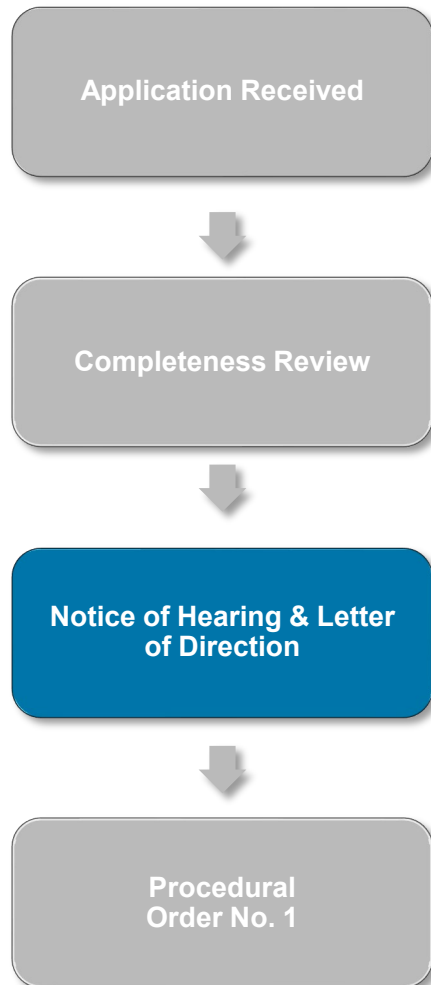 Application Received
Completeness Review
Notice of Hearing & Letter
of Direction
Procedural
Order No. 1